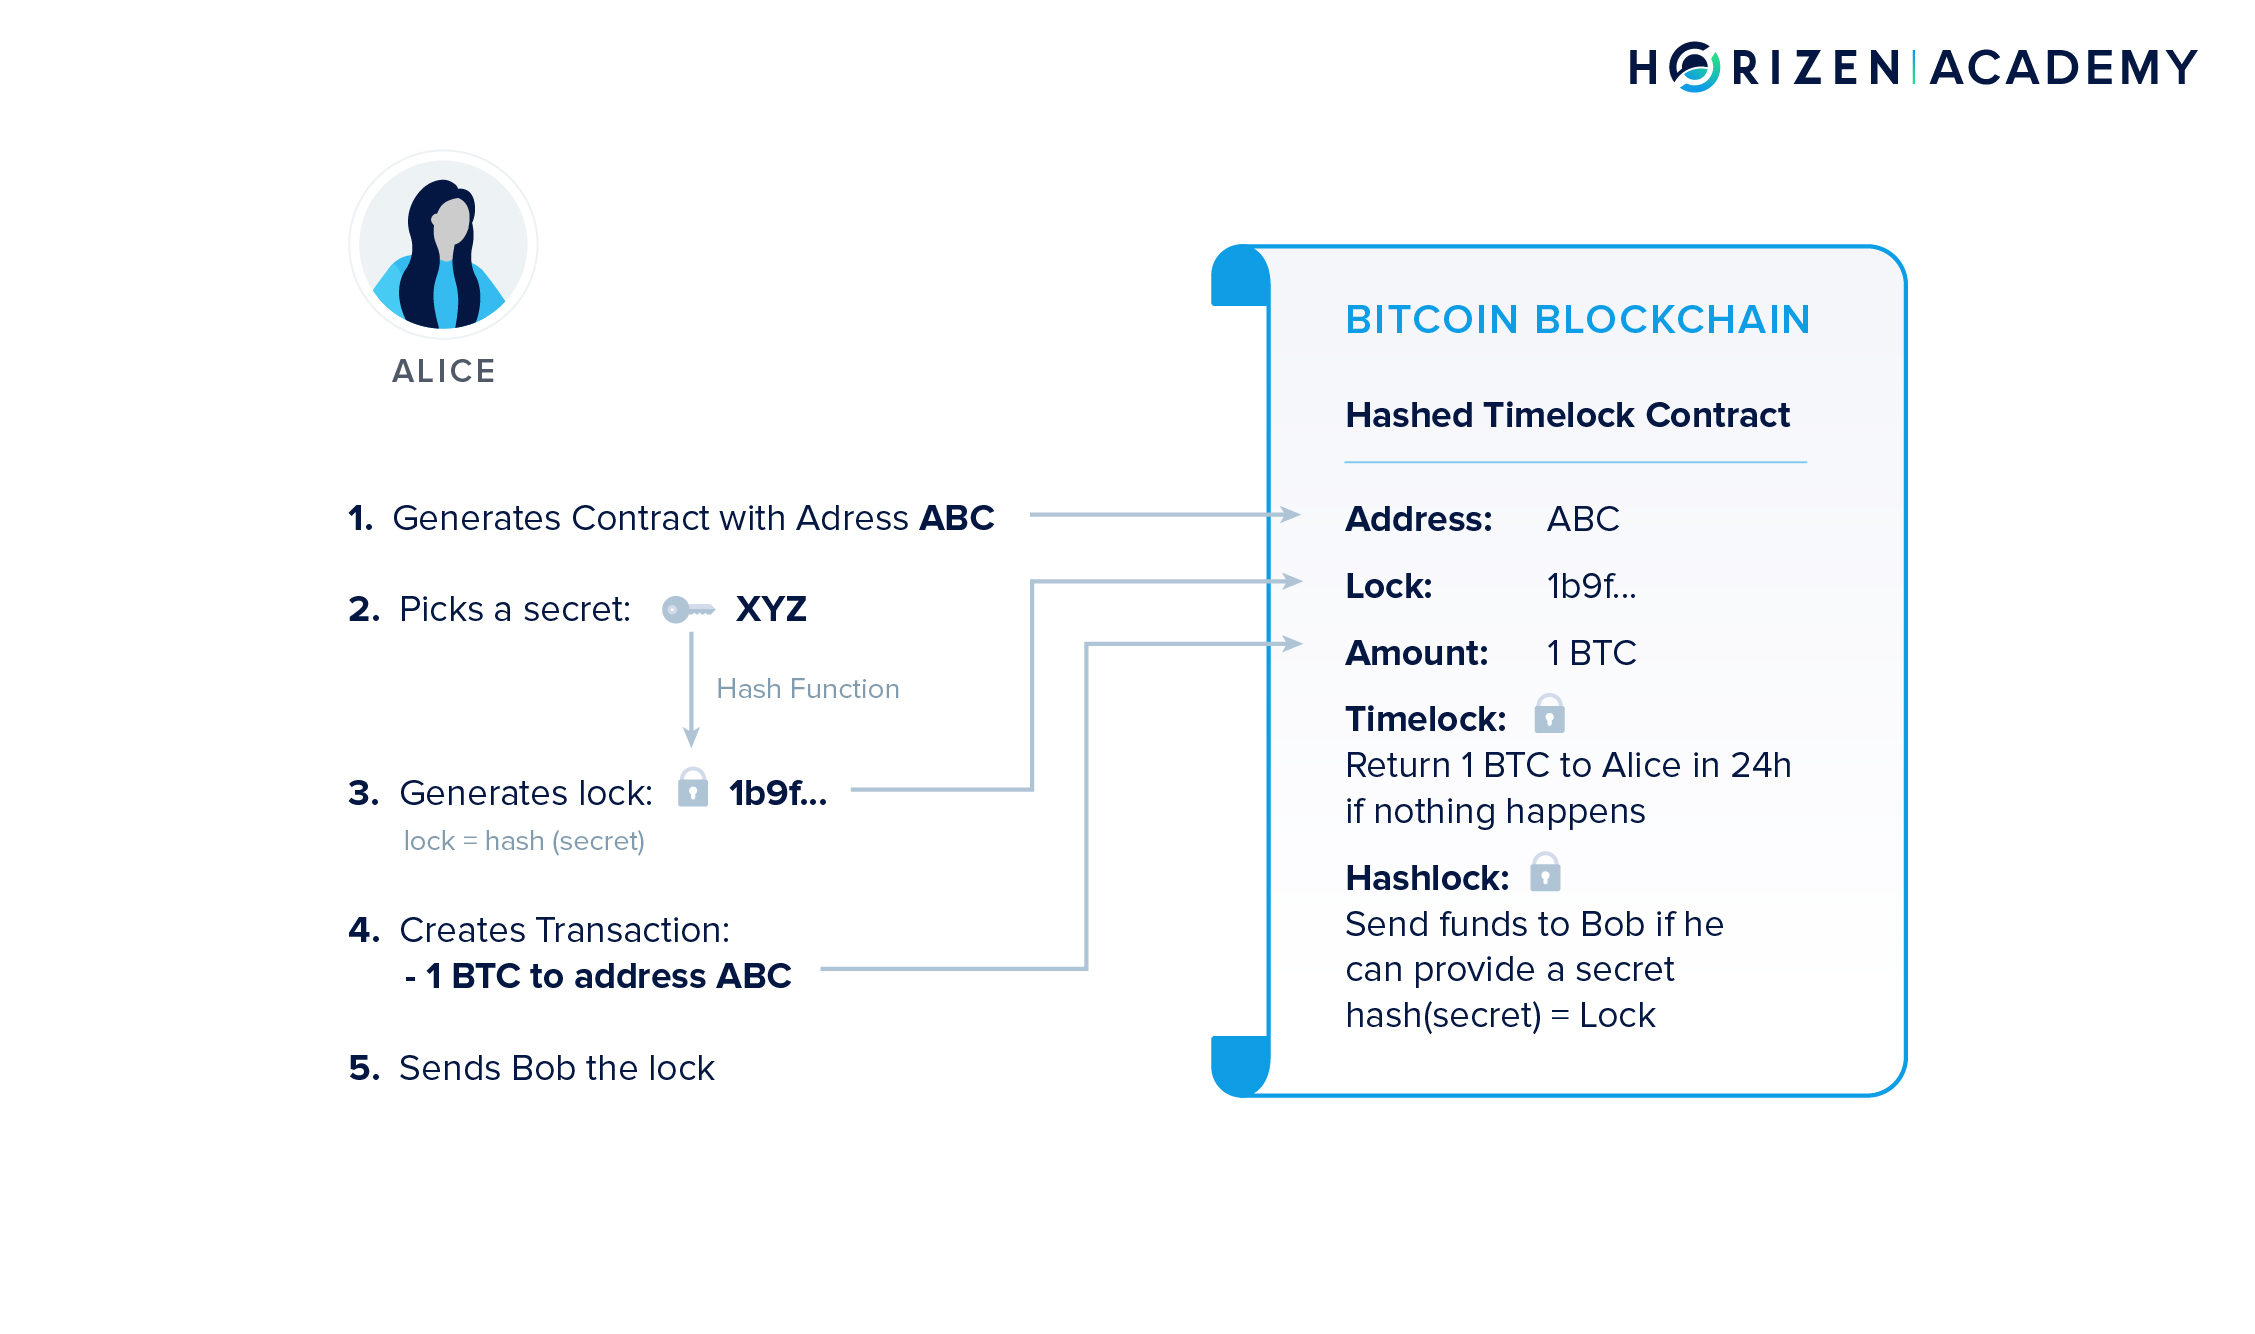 HORIZEN | ACADEMY
ALICE
1. Generates Contract with Adress ABC
2. Picks a secret: XYZ
Hash Function
3. Generates lock: 1b9f...
lock = hash (secret)
4. Creates Transaction:
- 1 BTC to address ABC
5. Sends Bob the lock
BITCOIN BLOCKCHAIN
Hashed Timelock Contract
Address: ABC
Lock: 1b9f...
Amount: 1 BTC
Timelock:
Return 1 BTC to Alice in 24h
if nothing happens
Hashlock:
Send funds to Bob if he
can provide a secret
hash(secret) = Lock